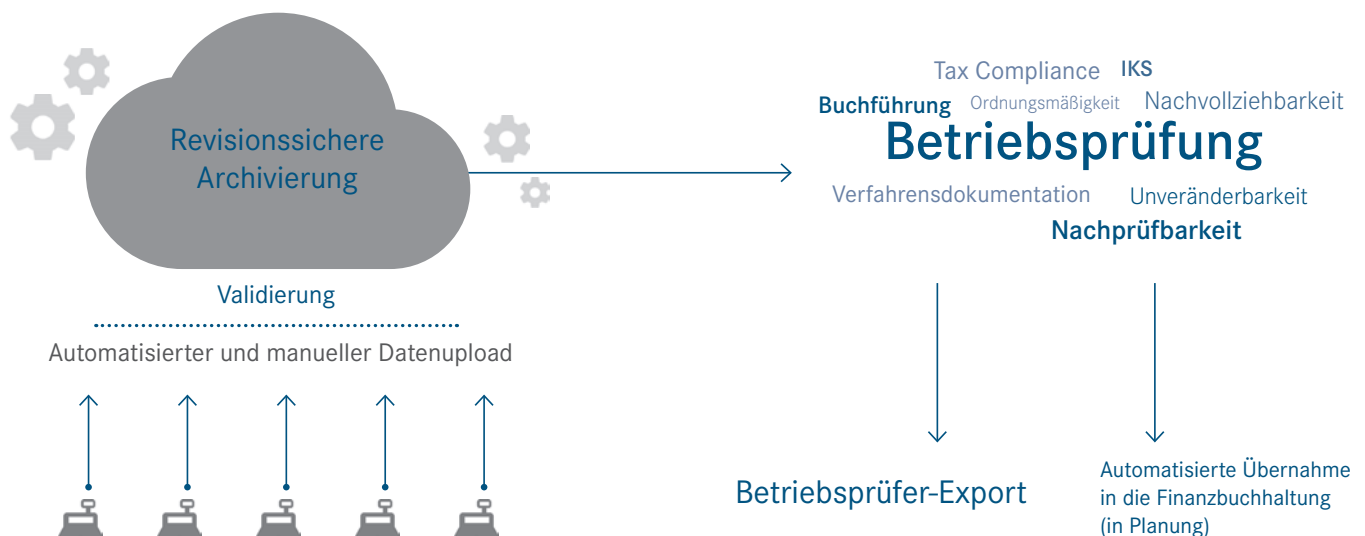 Revisionssichere
Archivierung
Validierung
Automatisierter und manueller Datenupload
Tax Compliance IKS
Buchführung Ordnungsmäßigkeit Nachvollziehbarkeit
Betriebsprüfung
Verfahrensdokumentation Unveränderbarkeit
Nachprüfbarkeit
Betriebsprüfer-Export
Automatisierte Übernahme
in die Finanzbuchhaltung
(in Planung)